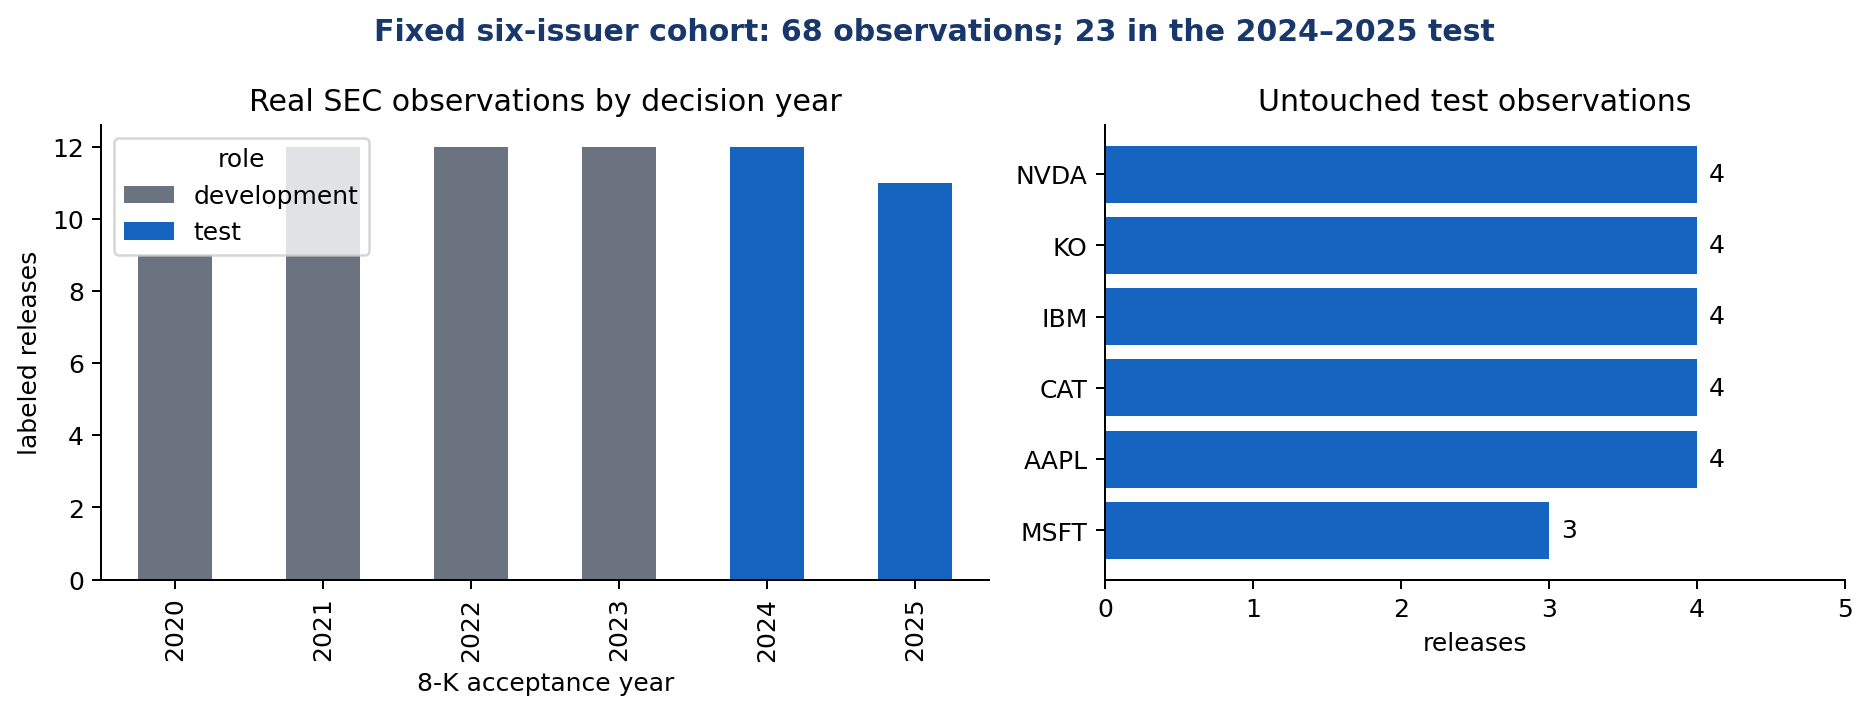 Fixed six-issuer cohort: 68 observations; 23 in the 2024–2025 test
Real SEC observations by decision year
labeled releases
12
10
8
6
4
2
0
role
development
test
2020
2021
2022
2023
2024
2025
8-K acceptance year
Untouched test observations
NVDA
4
KO
4
IBM
4
CAT
4
AAPL
4
MSFT
3
0
1
2
3
4
5
releases